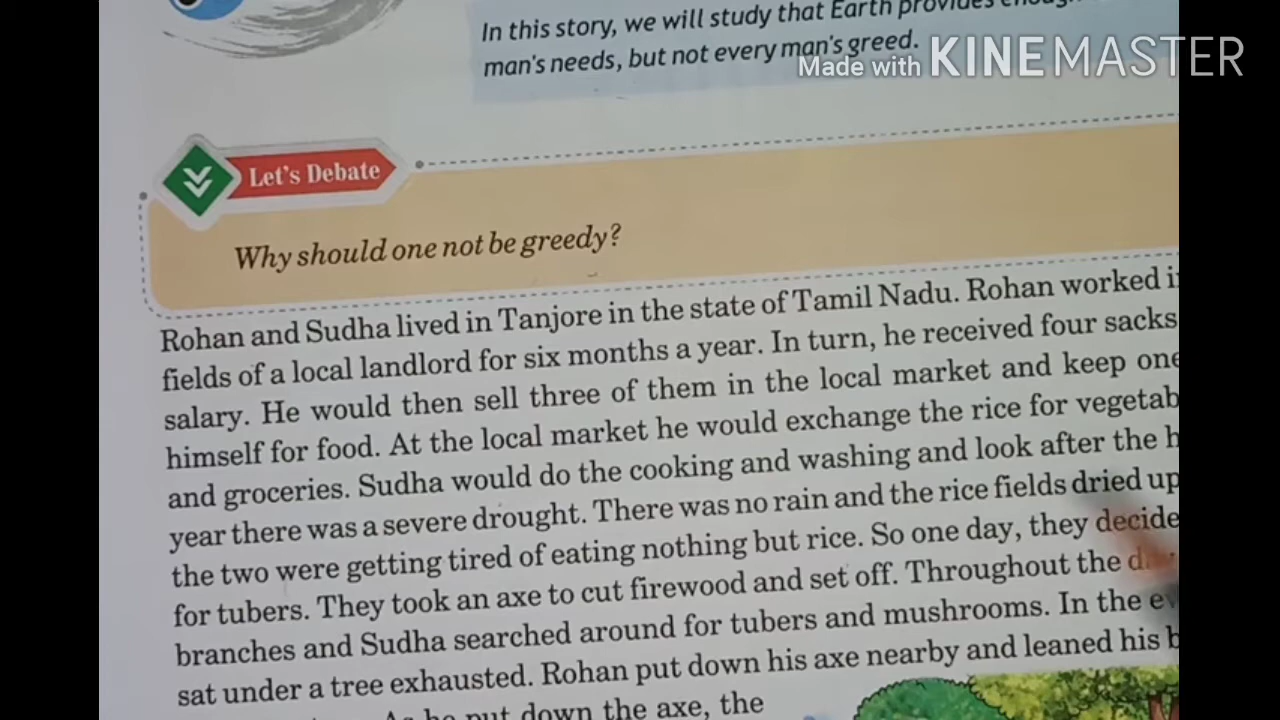 In this story, we will study that Earth provides
man's needs, but not every man's greed.
Made with KINEMASTER
Let's Debate
Why should one not be greedy?
Rohan and Sudha lived in Tanjore in the state of Tamil Nadu. Rohan worked
fields of a local landlord for six months a year. In turn, he received four sacks
salary. He would then sell three of them in the local market and keep one
himself for food. At the local market he would exchange the rice for vegetab
and groceries. Sudha would do the cooking and washing and look after the h
year there was a severe drought. There was no rain and the rice fields dried up
the two were getting tired of eating nothing but rice. So one day, they decide
for tubers. They took an axe to cut firewood and set off. Throughout the
branches and Sudha searched around for tubers and mushrooms. In the
sat under a tree exhausted. Rohan put down his axe nearby and leaned his b
put down the axe, the